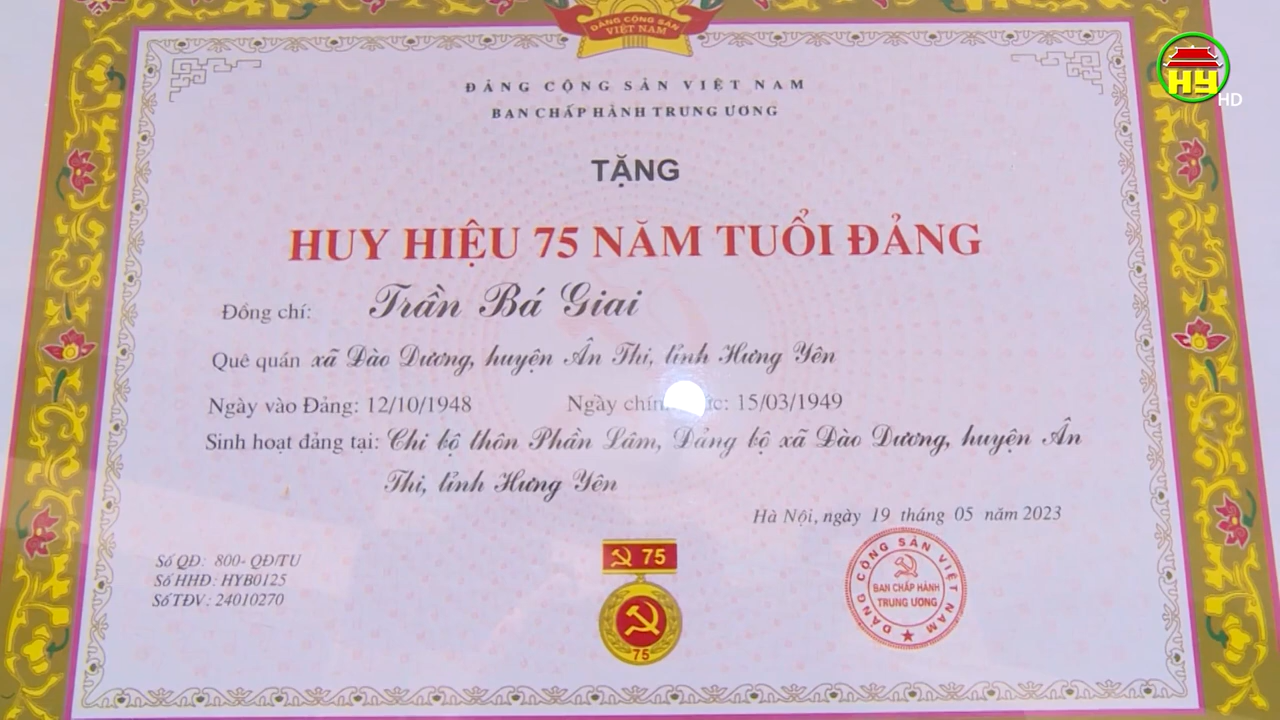 ĐẢNG CỘNG SẢN
VIỆT NAM
HY
HD
ĐẢNG CỘNG SẢN VIỆT NAM
BAN CHẤP HÀNH TRUNG ƯƠNG
TẶNG
HUY HIỆU 75 NĂM TUỔI ĐẢNG
Đồng chí: Trần Bá Giai
Quê quán xã Đào Dương, huyện Ân Thi, tỉnh Hưng Yên
Ngày vào Đảng: 12/10/1948 Ngày 15/03/1949
Sinh hoạt đảng tại: Chi bộ thôn Phần Lâm, Đảng bộ xã Đào Dương, huyện Ân
Thi, tỉnh Hưng Yên
Hà Nội, ngày 19 tháng 05 năm 2023
Số QĐ: 800- QĐ/TU
Số HHĐ: HYB0125
Số TĐV: 24010270
75
75
ĐẢNG CỘNG SẢN VIỆT NAM
BAN CHẤP HÀNH
TRUNG ƯƠNG